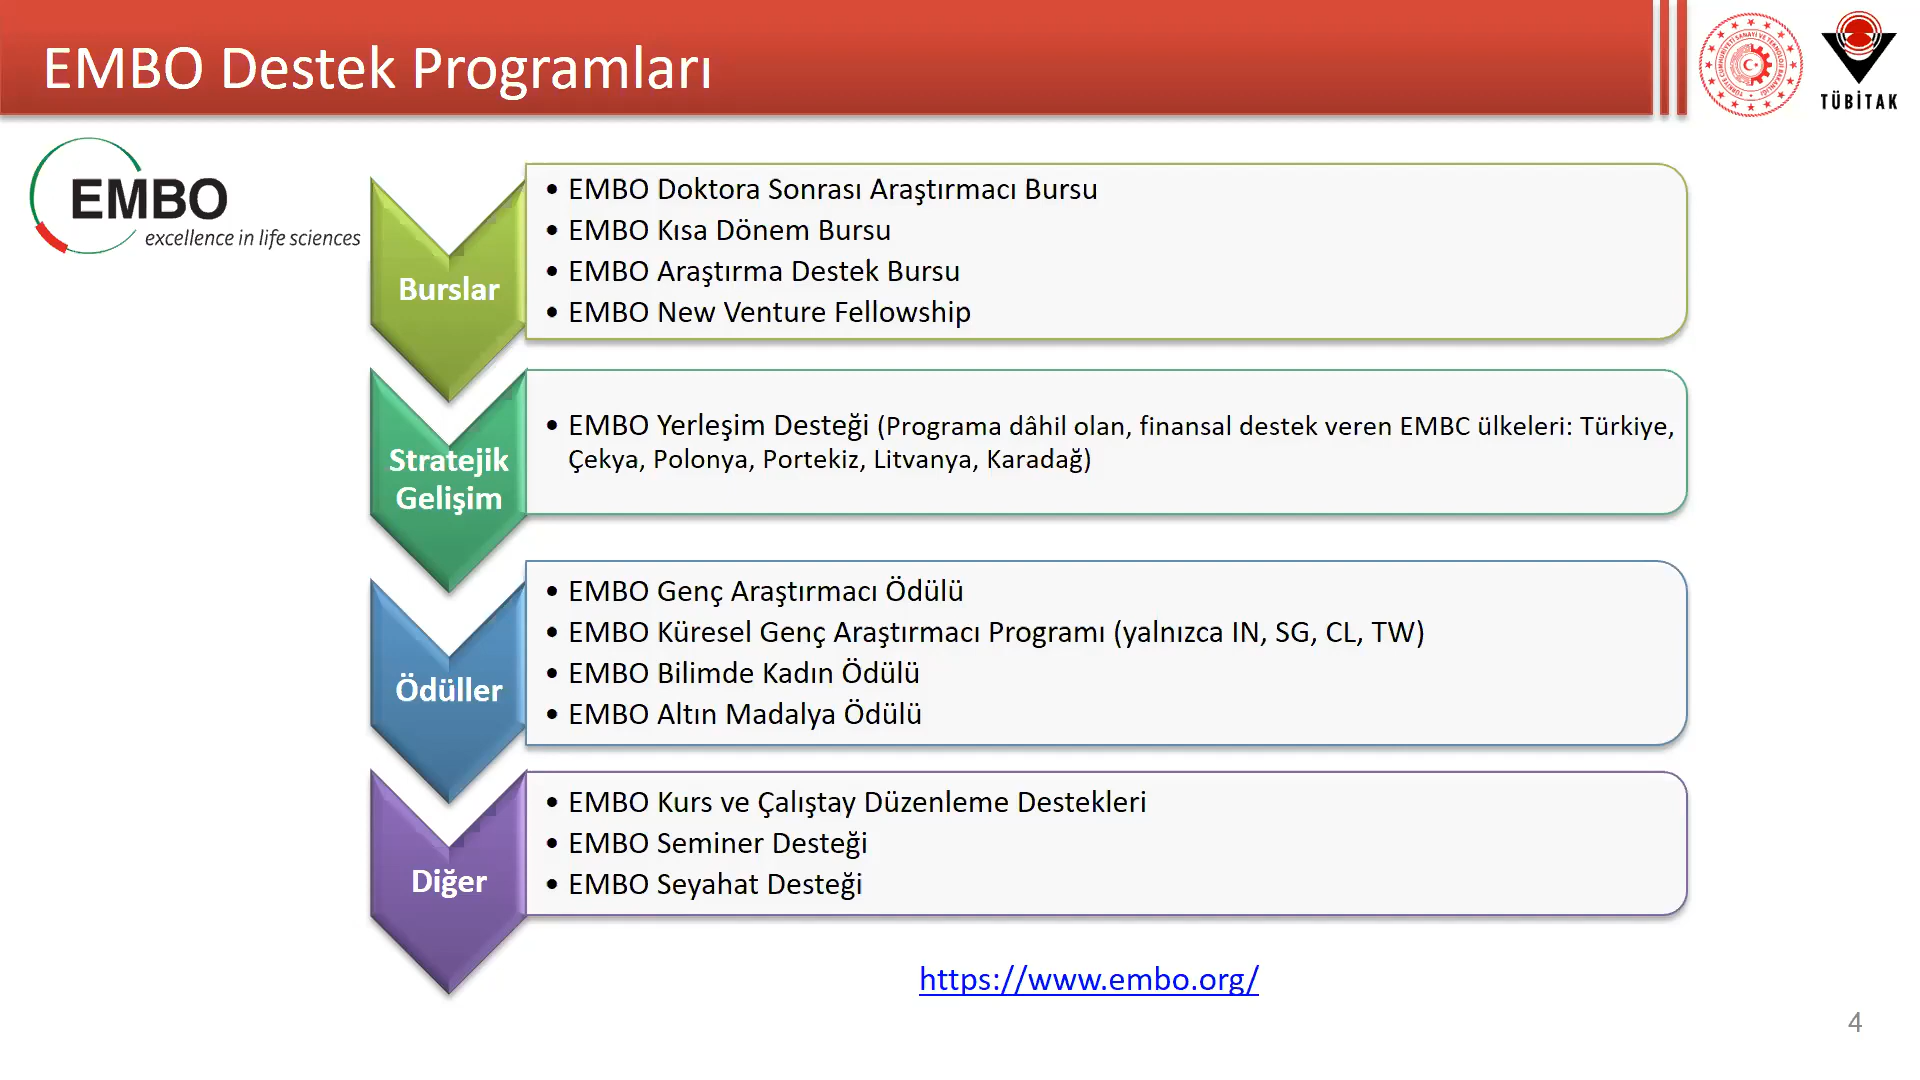 EMBO Destek Programları
TÜBİTAK
EMBO
excellence in life sciences
Burslar
• EMBO Doktora Sonrası Araştırmacı Bursu
• EMBO Kısa Dönem Bursu
• EMBO Araştırma Destek Bursu
• EMBO New Venture Fellowship
Stratejik
Gelişim
• EMBO Yerleşim Desteği (Programa dâhil olan, finansal destek veren EMBC ülkeleri: Türkiye,
Çekya, Polonya, Portekiz, Litvanya, Karadağ)
Ödüller
• EMBO Genç Araştırmacı Ödülü
• EMBO Küresel Genç Araştırmacı Programı (yalnızca IN, SG, CL, TW)
• EMBO Bilimde Kadın Ödülü
• EMBO Altın Madalya Ödülü
Diğer
• EMBO Kurs ve Çalıştay Düzenleme Destekleri
• EMBO Seminer Desteği
• EMBO Seyahat Desteği
https://www.embo.org/
4